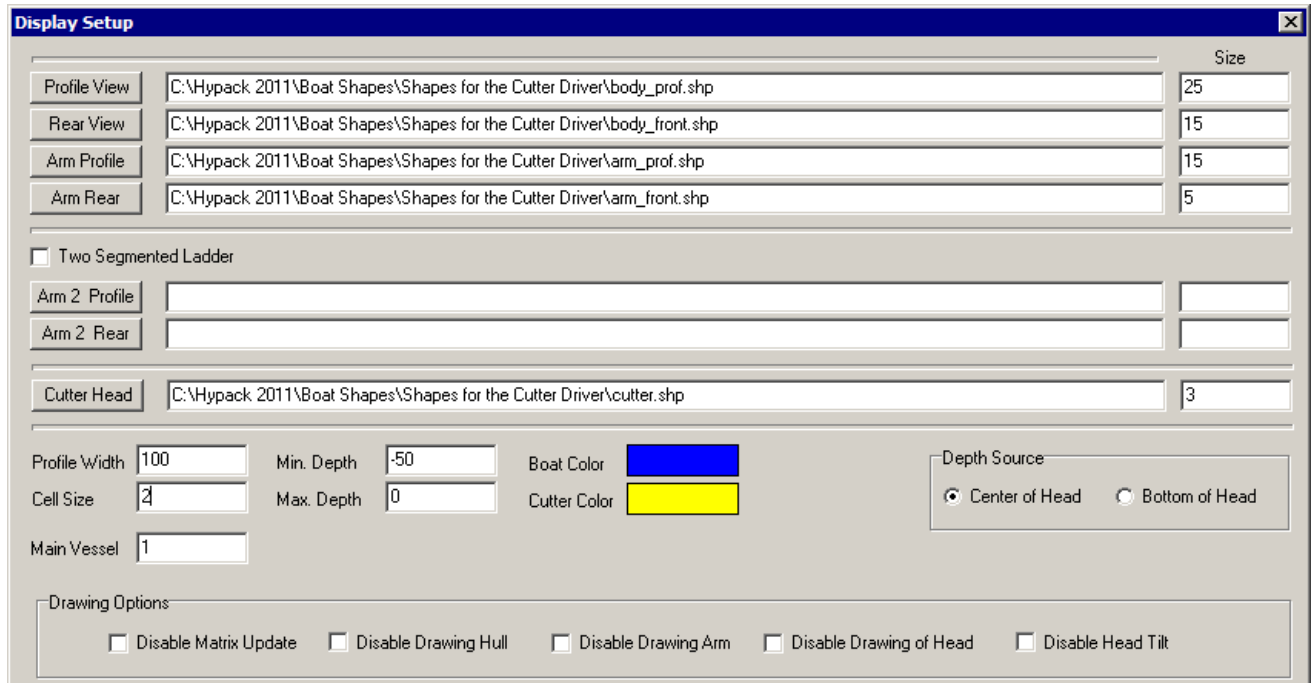 Display Setup
Size
Profile View C:\Hypack 2011\Boat Shapes\Shapes for the Cutter Driver\body_prof.shp 25
Rear View C:\Hypack 2011\Boat Shapes\Shapes for the Cutter Driver\body_front.shp 15
Arm Profile C:\Hypack 2011\Boat Shapes\Shapes for the Cutter Driver\arm_prof.shp 15
Arm Rear C:\Hypack 2011\Boat Shapes\Shapes for the Cutter Driver\arm_front.shp 5
Two Segmented Ladder
Arm 2 Profile
Arm 2 Rear
Cutter Head C:\Hypack 2011\Boat Shapes\Shapes for the Cutter Driver\cutter.shp 3
Profile Width 100 Min. Depth -50 Boat Color Depth Source
Cell Size 2 Max. Depth 0 Cutter Color Center of Head Bottom of Head
Main Vessel 1
Drawing Options
Disable Matrix Update Disable Drawing Hull Disable Drawing Arm Disable Drawing of Head Disable Head Tilt